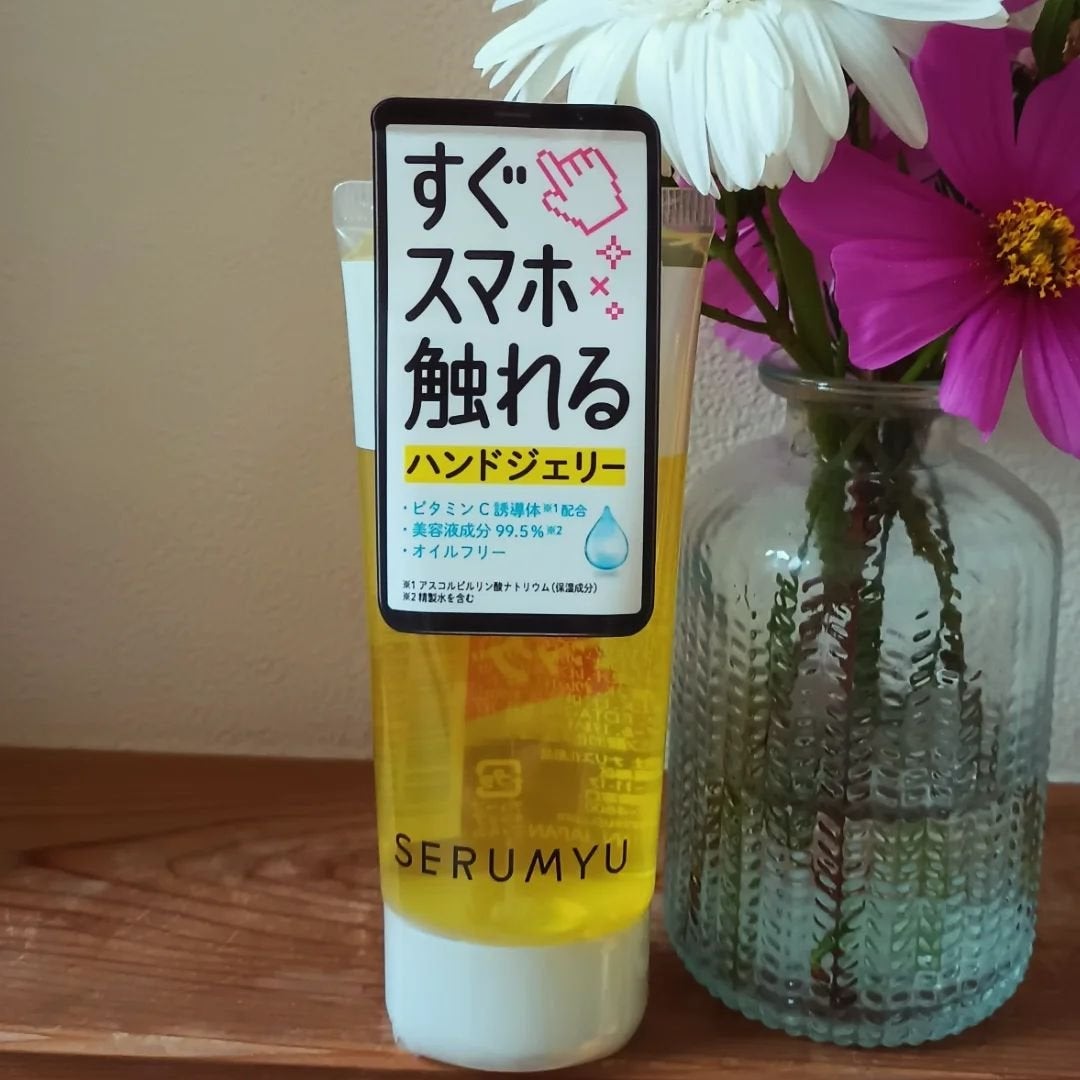 すぐ
スマホ
触れる
ハンドジェリー
・ビタミンC誘導体※1配合
・美容液成分99.5%※2
・オイルフリー
※1 アスコルビルリン酸ナトリウム(保湿成分)
※2 精製水を含む
SERUMYU